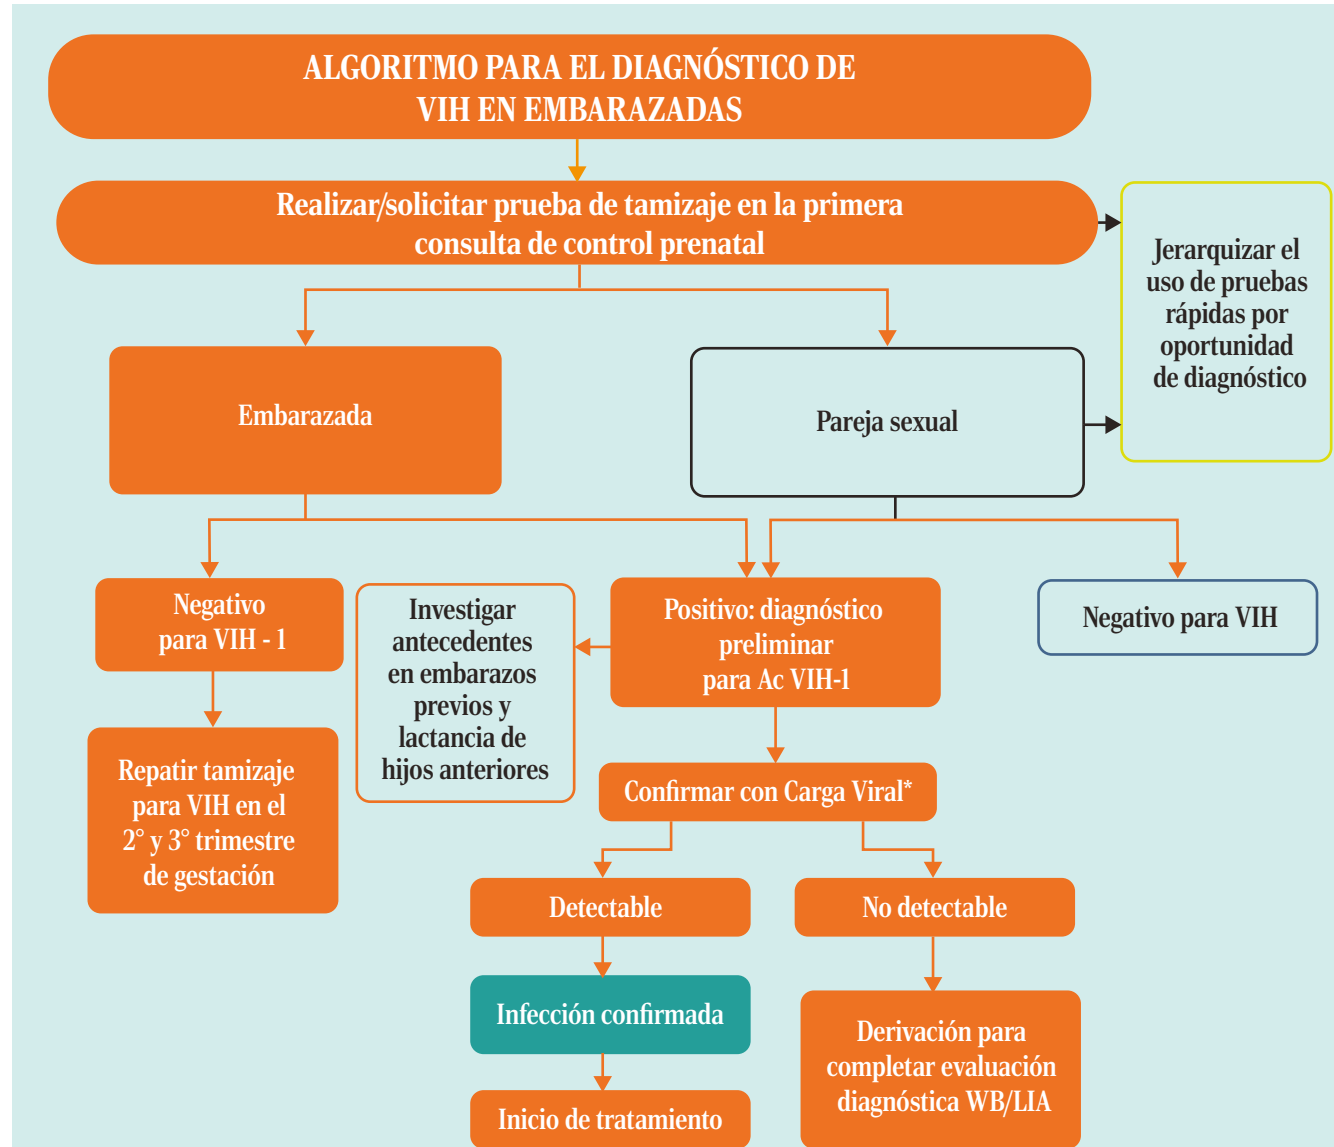 ALGORITMO PARA EL DIAGNÓSTICO DE
VIH EN EMBARAZADAS
Realizar/solicitar prueba de tamizaje en la primera
consulta de control prenatal
Jerarquizar el
uso de pruebas
rápidas por
oportunidad
de diagnóstico
Embarazada
Pareja sexual
Negativo
para VIH - 1
Investigar
antecedentes
en embarazos
previos y
lactancia de
hijos anteriores
Positivo: diagnóstico
preliminar
para Ac VIH-1
Negativo para VIH
Repatir tamizaje
para VIH en el
2° y 3° trimestre
de gestación
Confirmar con Carga Viral*
Detectable
No detectable
Infección confirmada
Derivación para
completar evaluación
diagnóstica WB/LIA
Inicio de tratamiento